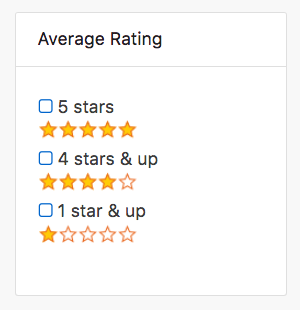 Average Rating
5 stars
4 stars & up
1 star & up